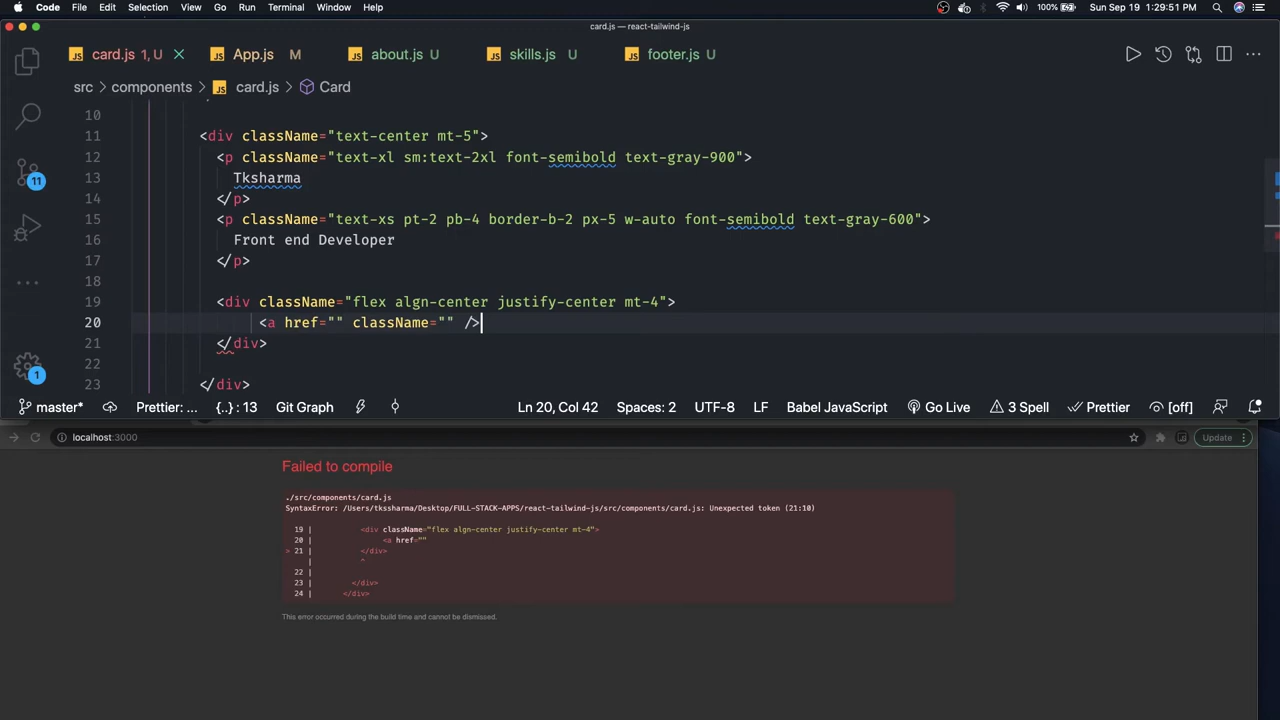 Code File Edit Selection View Go Run Terminal Window Help 100% Sun Sep 19 1:29:51 PM
card.js — react-tailwind-js
JS card.js 1, U JS App.js M JS about.js U JS skills.js U JS footer.js U
src > components > JS card.js > Card
10
11 <div className="text-center mt-5">
12 <p className="text-xl sm:text-2xl font-semibold text-gray-900">
13 Tksharma
14 </p>
15 <p className="text-xs pt-2 pb-4 border-b-2 px-5 w-auto font-semibold text-gray-600">
16 Front end Developer
17 </p>
18
19 <div className="flex algn-center justify-center mt-4">
20 <a href="" className="" />
21 </div>
22
23 </div>
11
1
master* Prettier: ... {..} : 13 Git Graph Ln 20, Col 42 Spaces: 2 UTF-8 LF Babel JavaScript Go Live 3 Spell Prettier [off]
localhost:3000 Update
Failed to compile
./src/components/card.js
SyntaxError: /Users/tkssharma/Desktop/FULL-STACK-APPS/react-tailwind-js/src/components/card.js: Unexpected token (21:10)
19 | <div className="flex algn-center justify-center mt-4">
20 | <a href=""
> 21 | </div>
| ^
22 |
23 | </div>
24 | </div>
This error occurred during the build time and cannot be dismissed.